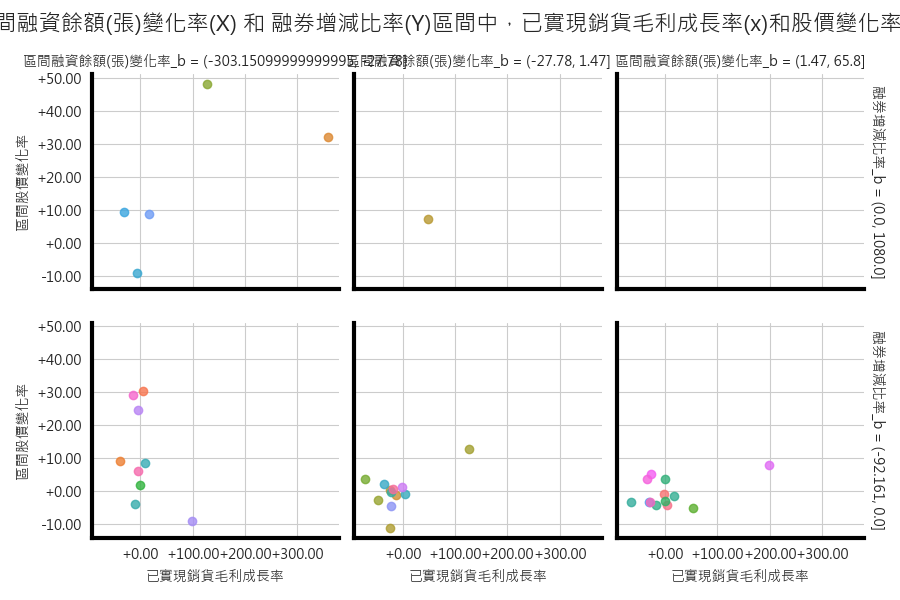 間融資餘額(張)變化率(X) 和 融券增減比率(Y)區間中，已實現銷貨毛利成長率(x)和股價變化率
區間融資餘額(張)變化率_b = (-303.1509999999995, -27.78]
區間融資餘額(張)變化率_b = (-27.78, 1.47]
區間融資餘額(張)變化率_b = (1.47, 65.8]
+50.00
+40.00
+30.00
+20.00
+10.00
+0.00
-10.00
區間股價變化率
融券增減比率_b = (0.0, 1080.0]
+50.00
+40.00
+30.00
+20.00
+10.00
+0.00
-10.00
區間股價變化率
融券增減比率_b = (-92.161, 0.0]
+0.00 +100.00 +200.00 +300.00
+0.00 +100.00 +200.00 +300.00
+0.00 +100.00 +200.00 +300.00
已實現銷貨毛利成長率
已實現銷貨毛利成長率
已實現銷貨毛利成長率